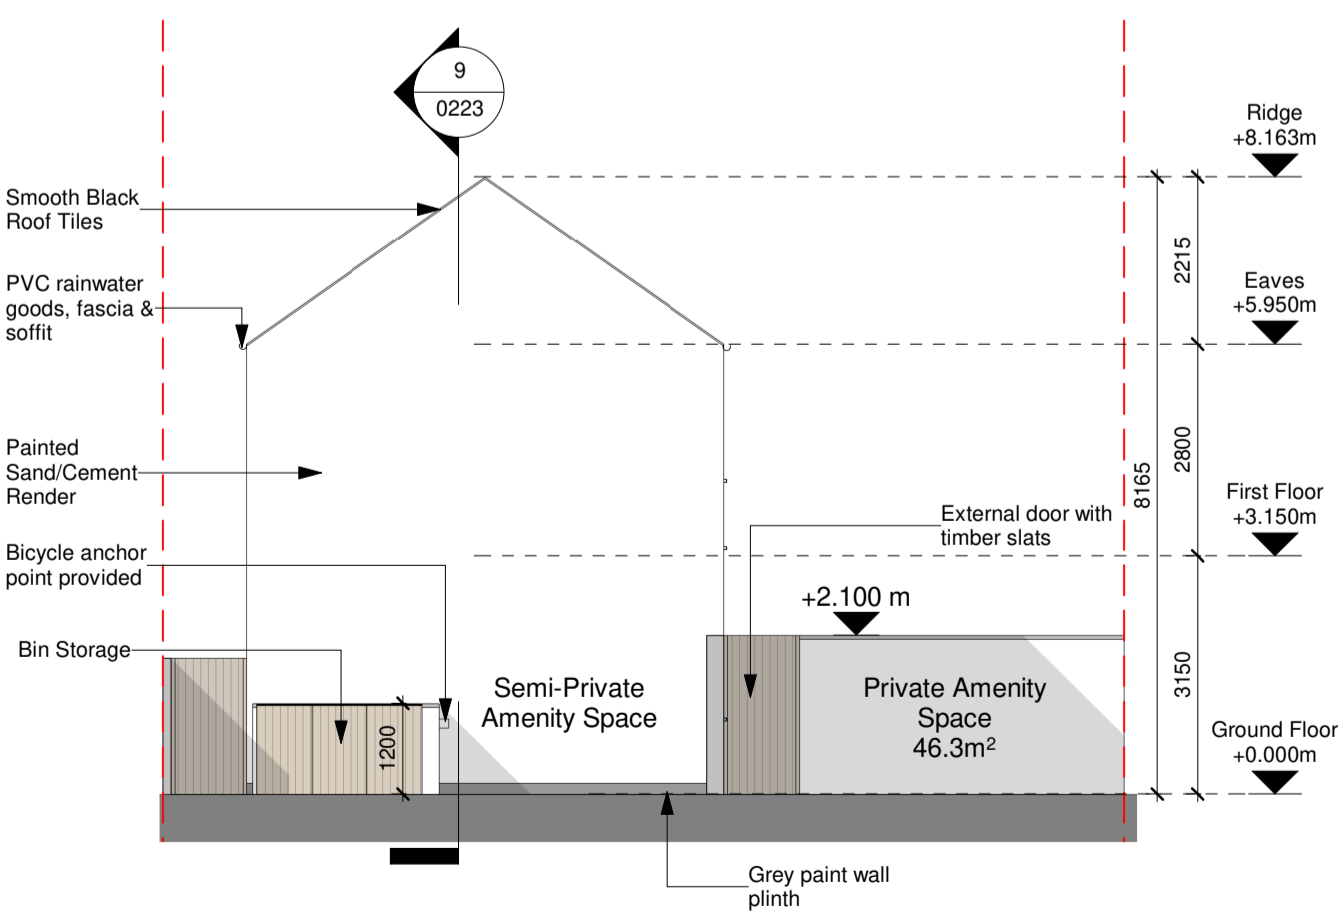 9
0223
Ridge
+8.163m
Smooth Black
Roof Tiles
2215
PVC rainwater
goods, fascia &
soffit
Eaves
+5.950m
Painted
Sand/Cement
Render
2800
8165
First Floor
+3.150m
External door with
timber slats
Bicycle anchor
point provided
+2.100 m
Bin Storage
3150
Semi-Private
Amenity Space
Private Amenity
Space
46.3m²
1200
Ground Floor
+0.000m
Grey paint wall
plinth